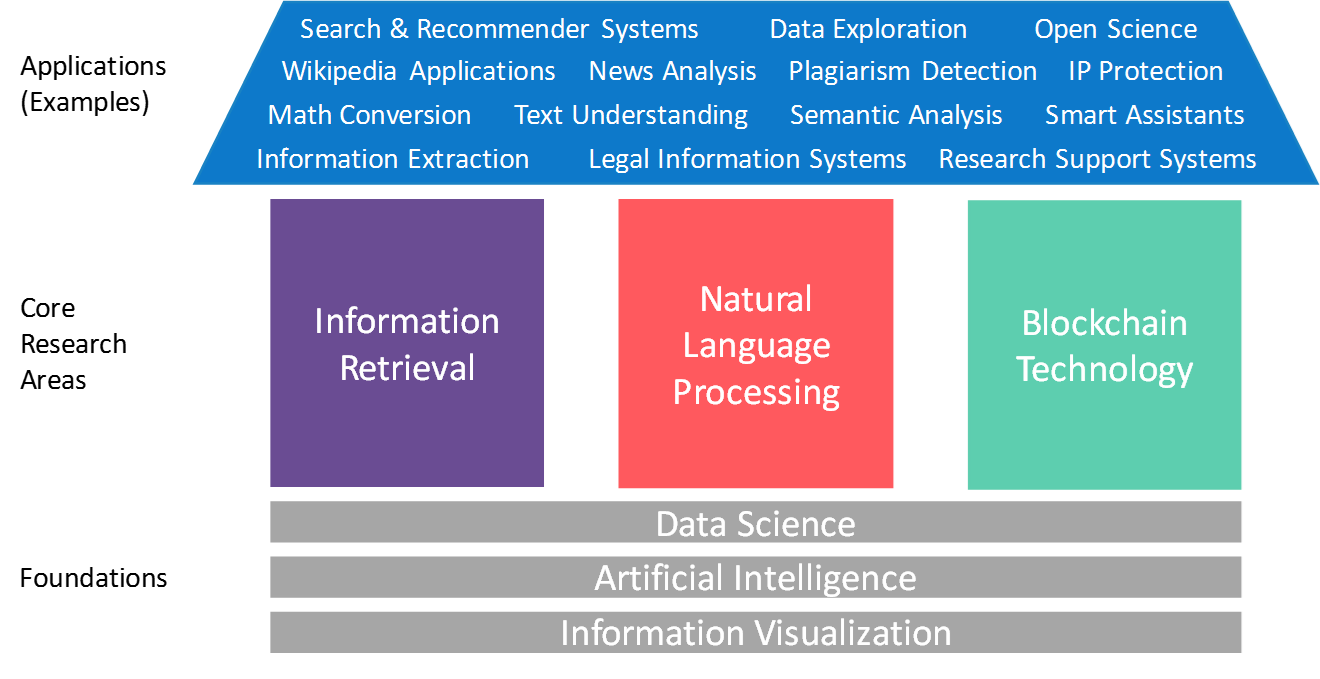 Applications
(Examples)
Search & Recommender Systems Data Exploration Open Science
Wikipedia Applications News Analysis Plagiarism Detection IP Protection
Math Conversion Text Understanding Semantic Analysis Smart Assistants
Information Extraction Legal Information Systems Research Support Systems
Core
Research
Areas
Information
Retrieval
Natural
Language
Processing
Blockchain
Technology
Foundations
Data Science
Artificial Intelligence
Information Visualization